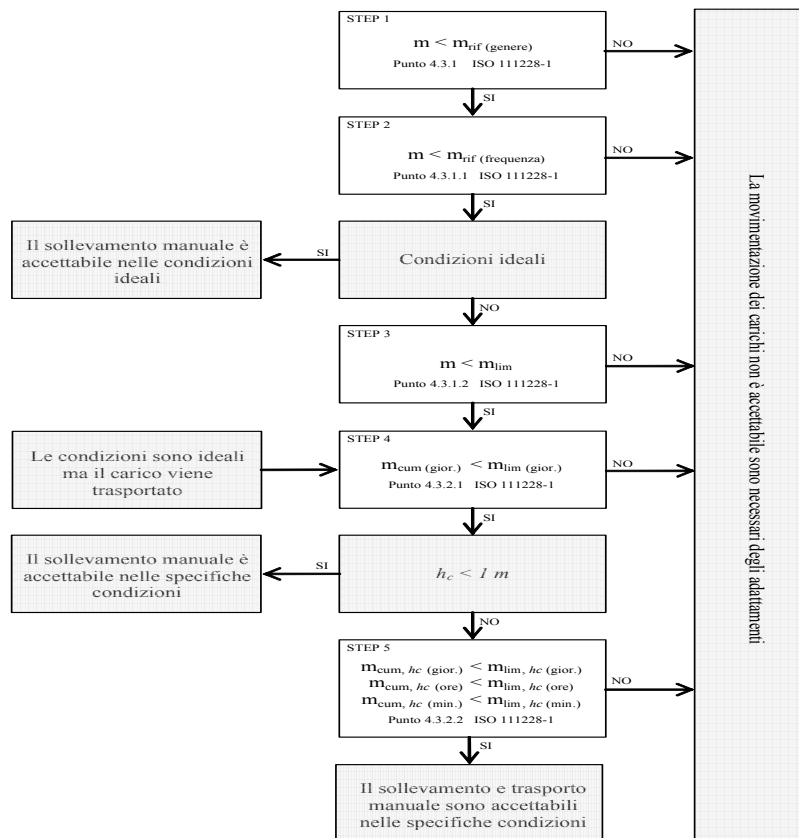 STEP 1
m < mrif (genere)
Punto 4.3.1 ISO 111228-1
NO
SI
STEP 2
m < mrif (frequenza)
Punto 4.3.1.1 ISO 111228-1
NO
SI
Il sollevamento manuale è
accettabile nelle condizioni
ideali
SI
Condizioni ideali
NO
STEP 3
m < mlim
Punto 4.3.1.2 ISO 111228-1
NO
SI
Le condizioni sono ideali
ma il carico viene
trasportato
STEP 4
mcum (gior.) < mlim (gior.)
Punto 4.3.2.1 ISO 111228-1
NO
SI
Il sollevamento manuale è
accettabile nelle specifiche
condizioni
SI
hc < 1 m
NO
STEP 5
mcum, hc (gior.) < mlim, hc (gior.)
mcum, hc (ore) < mlim, hc (ore)
mcum, hc (min.) < mlim, hc (min.)
Punto 4.3.2.2 ISO 111228-1
NO
SI
Il sollevamento e trasporto
manuale sono accettabili
nelle specifiche condizioni
La movimentazione dei carichi non è accettabile sono necessari degli adattamenti